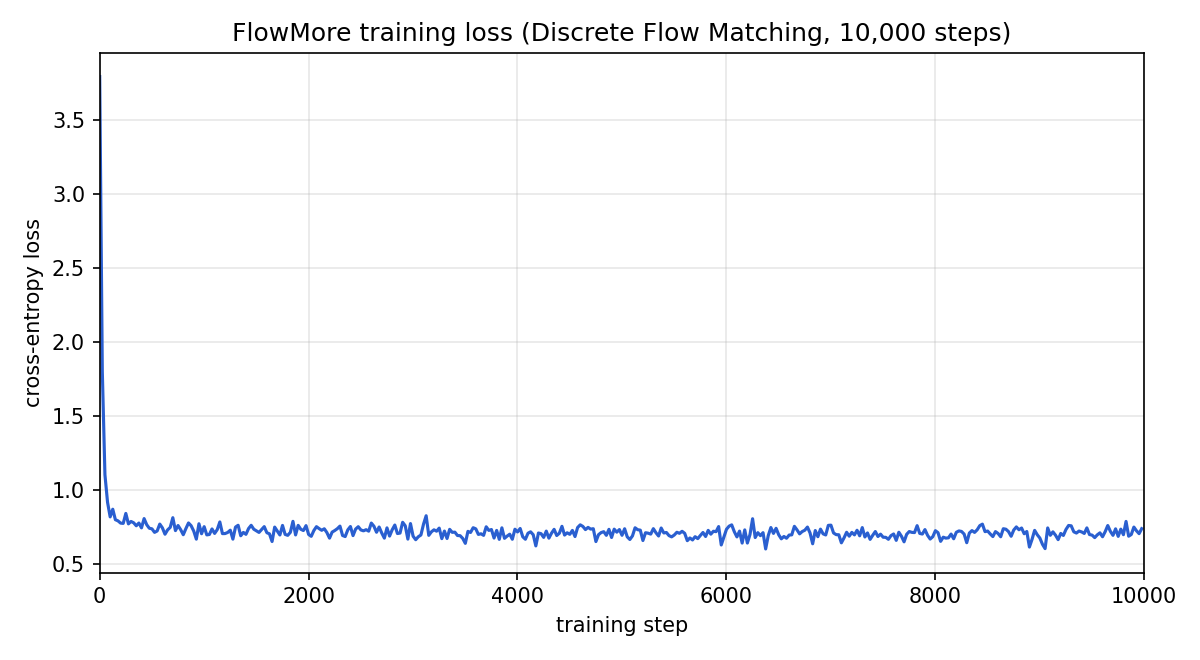 FlowMore training loss (Discrete Flow Matching, 10,000 steps)
cross-entropy loss
3.5
3.0
2.5
2.0
1.5
1.0
0.5
0 2000 4000 6000 8000 10000
training step